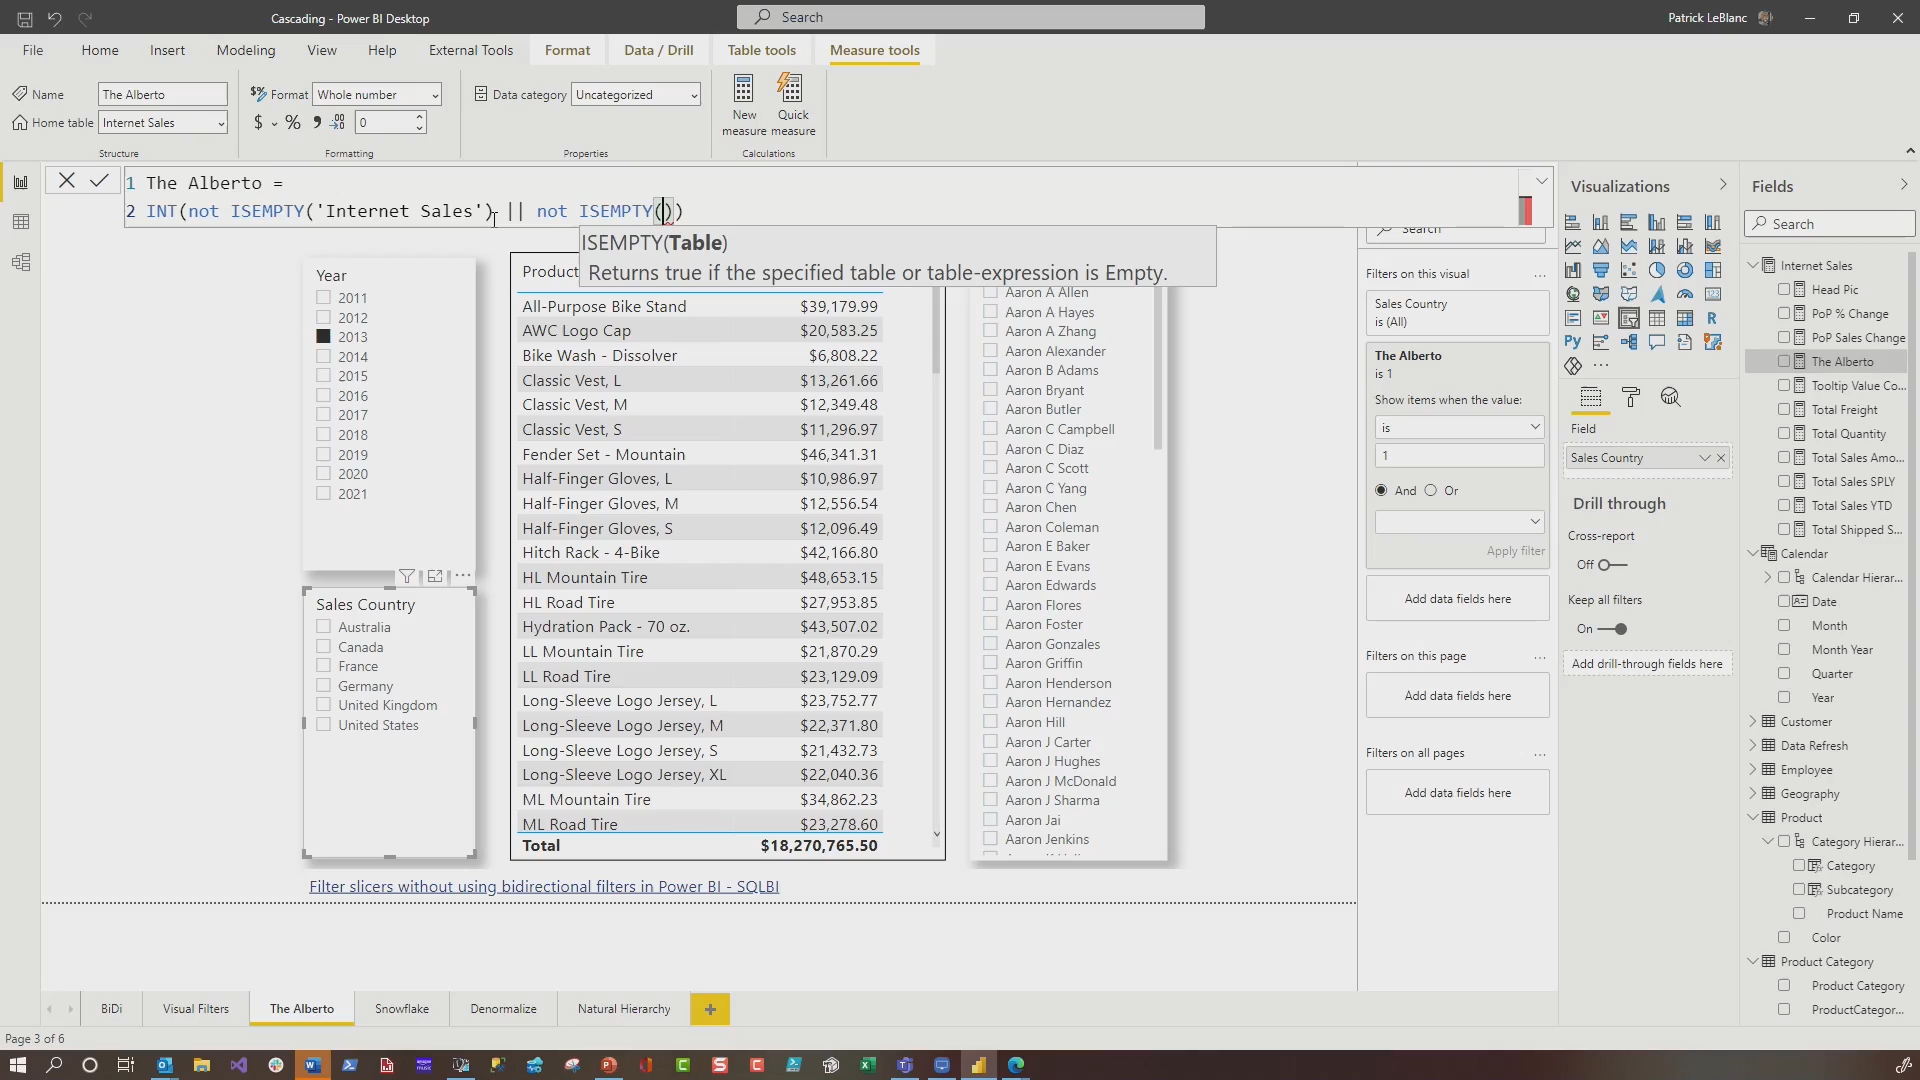 Cascading - Power BI Desktop
Search
Patrick LeBlanc
File
Home
Insert
Modeling
View
Help
External Tools
Format
Data / Drill
Table tools
Measure tools
Name
The Alberto
Home table
Internet Sales
Structure
Format
Whole number
$
%
0
Formatting
Data category
Uncategorized
Properties
New
measure
Quick
measure
Calculations
1 The Alberto =
2 INT(not ISEMPTY('Internet Sales') || not ISEMPTY())
ISEMPTY(Table)
Returns true if the specified table or table-expression is Empty.
Year
2011
2012
2013
2014
2015
2016
2017
2018
2019
2020
2021
Sales Country
Australia
Canada
France
Germany
United Kingdom
United States
Product
All-Purpose Bike Stand $39,179.99
AWC Logo Cap $20,583.25
Bike Wash - Dissolver $6,808.22
Classic Vest, L $13,261.66
Classic Vest, M $12,349.48
Classic Vest, S $11,296.97
Fender Set - Mountain $46,341.31
Half-Finger Gloves, L $10,986.97
Half-Finger Gloves, M $12,556.54
Half-Finger Gloves, S $12,096.49
Hitch Rack - 4-Bike $42,166.80
HL Mountain Tire $48,653.15
HL Road Tire $27,953.85
Hydration Pack - 70 oz. $43,507.02
LL Mountain Tire $21,870.29
LL Road Tire $23,129.09
Long-Sleeve Logo Jersey, L $23,752.77
Long-Sleeve Logo Jersey, M $22,371.80
Long-Sleeve Logo Jersey, S $21,432.73
Long-Sleeve Logo Jersey, XL $22,040.36
ML Mountain Tire $34,862.23
ML Road Tire $23,278.60
Total $18,270,765.50
Aaron A Allen
Aaron A Hayes
Aaron A Zhang
Aaron Alexander
Aaron B Adams
Aaron Bryant
Aaron Butler
Aaron C Campbell
Aaron C Diaz
Aaron C Scott
Aaron C Yang
Aaron Chen
Aaron Coleman
Aaron E Baker
Aaron E Evans
Aaron Edwards
Aaron Flores
Aaron Foster
Aaron Gonzales
Aaron Griffin
Aaron Henderson
Aaron Hernandez
Aaron Hill
Aaron J Carter
Aaron J Hughes
Aaron J McDonald
Aaron J Sharma
Aaron Jai
Aaron Jenkins
Filter slicers without using bidirectional filters in Power BI - SQLBI
Search
Filters on this visual
...
Sales Country
is (All)
The Alberto
is 1
Show items when the value:
is
1
And
Or
Apply filter
Add data fields here
Filters on this page
...
Add data fields here
Filters on all pages
...
Add data fields here
Visualizations
R
Py
...
Field
Sales Country
Drill through
Cross-report
Off
Keep all filters
On
Add drill-through fields here
Fields
Search
Internet Sales
Head Pic
PoP % Change
PoP Sales Change
The Alberto
Tooltip Value Co...
Total Freight
Total Quantity
Total Sales Amo...
Total Sales SPLY
Total Sales YTD
Total Shipped S...
Calendar
Calendar Hierar...
Date
Month
Month Year
Quarter
Year
Customer
Data Refresh
Employee
Geography
Product
Category Hierar...
Category
Subcategory
Product Name
Color
Product Category
Product Category
ProductCategor...
BiDi
Visual Filters
The Alberto
Snowflake
Denormalize
Natural Hierarchy
+
Page 3 of 6